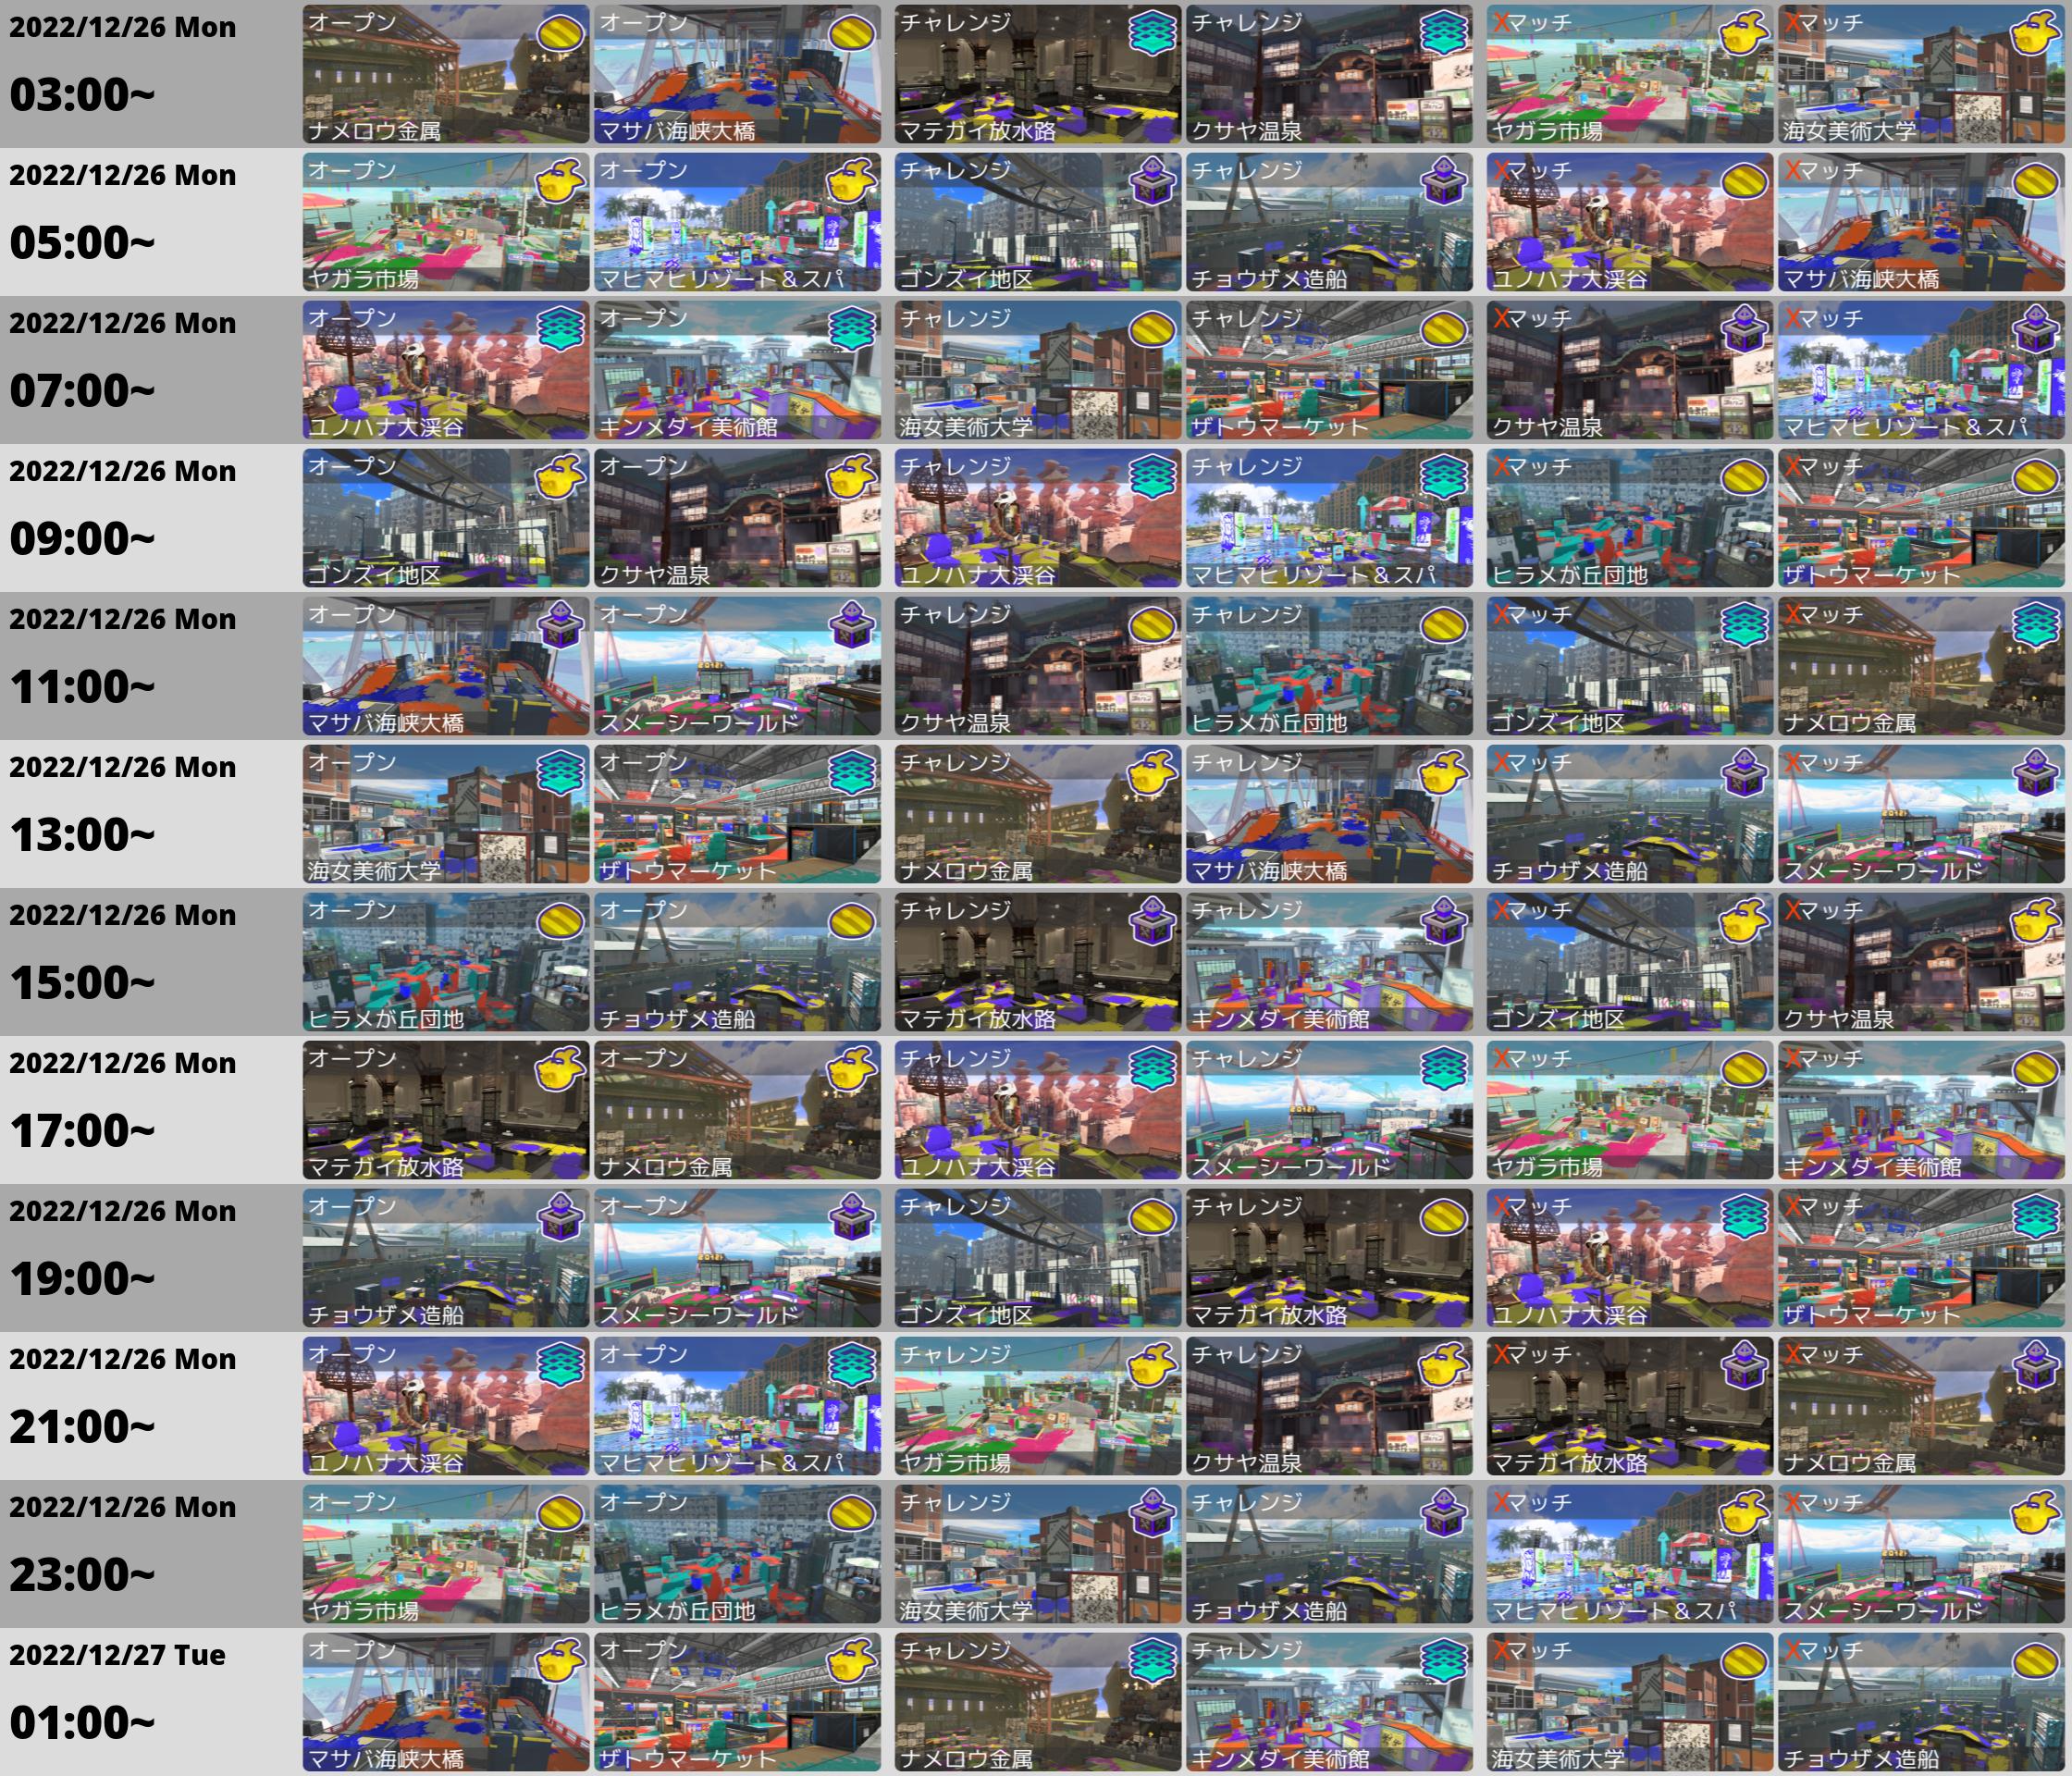 2022/12/26 Mon
03:00~
オープン オープン チャレンジ チャレンジ Xマッチ Xマッチ
ナメロウ金属 マサバ海峡大橋 マテガイ放水路 クサヤ温泉 ヤガラ市場 海女美術大学
2022/12/26 Mon
05:00~
オープン オープン チャレンジ チャレンジ Xマッチ Xマッチ
ヤガラ市場 マヒマヒリゾート＆スパ ゴンズイ地区 チョウザメ造船 ユノハナ大渓谷 マサバ海峡大橋
2022/12/26 Mon
07:00~
オープン オープン チャレンジ チャレンジ Xマッチ Xマッチ
ユノハナ大渓谷 キンメダイ美術館 海女美術大学 ザトウマーケット クサヤ温泉 マヒマヒリゾート＆スパ
2022/12/26 Mon
09:00~
オープン オープン チャレンジ チャレンジ Xマッチ Xマッチ
ゴンズイ地区 クサヤ温泉 ユノハナ大渓谷 マヒマヒリゾート＆スパ ヒラメが丘団地 ザトウマーケット
2022/12/26 Mon
11:00~
オープン オープン チャレンジ チャレンジ Xマッチ Xマッチ
マサバ海峡大橋 スメーシーワールド クサヤ温泉 ヒラメが丘団地 ゴンズイ地区 ナメロウ金属
2022/12/26 Mon
13:00~
オープン オープン チャレンジ チャレンジ Xマッチ Xマッチ
海女美術大学 ザトウマーケット ナメロウ金属 マサバ海峡大橋 チョウザメ造船 スメーシーワールド
2022/12/26 Mon
15:00~
オープン オープン チャレンジ チャレンジ Xマッチ Xマッチ
ヒラメが丘団地 チョウザメ造船 マテガイ放水路 キンメダイ美術館 ゴンズイ地区 クサヤ温泉
2022/12/26 Mon
17:00~
オープン オープン チャレンジ チャレンジ Xマッチ Xマッチ
マテガイ放水路 ナメロウ金属 ユノハナ大渓谷 スメーシーワールド ヤガラ市場 キンメダイ美術館
2022/12/26 Mon
19:00~
オープン オープン チャレンジ チャレンジ Xマッチ Xマッチ
チョウザメ造船 スメーシーワールド ゴンズイ地区 マテガイ放水路 ユノハナ大渓谷 ザトウマーケット
2022/12/26 Mon
21:00~
オープン オープン チャレンジ チャレンジ Xマッチ Xマッチ
ユノハナ大渓谷 マヒマヒリゾート＆スパ ヤガラ市場 クサヤ温泉 マテガイ放水路 ナメロウ金属
2022/12/26 Mon
23:00~
オープン オープン チャレンジ チャレンジ Xマッチ Xマッチ
ヤガラ市場 ヒラメが丘団地 海女美術大学 チョウザメ造船 マヒマヒリゾート＆スパ スメーシーワールド
2022/12/27 Tue
01:00~
オープン オープン チャレンジ チャレンジ Xマッチ Xマッチ
マサバ海峡大橋 ザトウマーケット ナメロウ金属 キンメダイ美術館 海女美術大学 チョウザメ造船